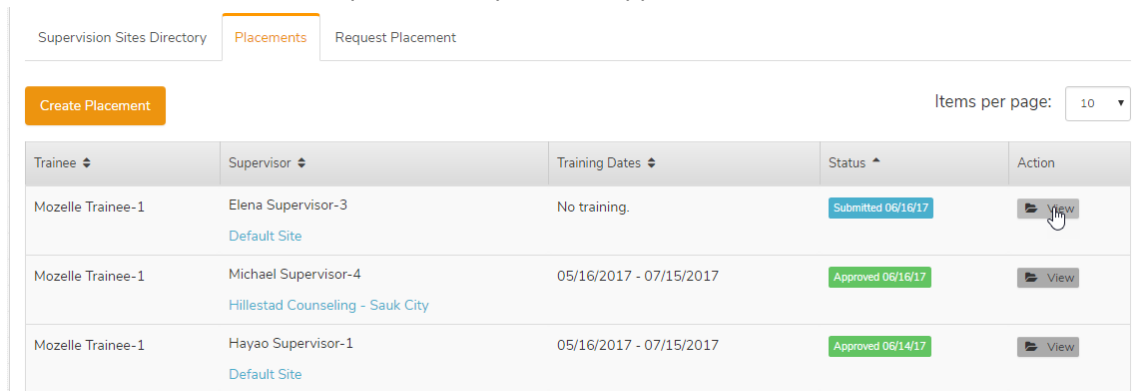 Supervision Sites Directory Placements Request Placement
Create Placement Items per page: 10
Trainee Supervisor Training Dates Status Action
Mozelle Trainee-1 Elena Supervisor-3 No training. Submitted 06/16/17 View
Default Site
Mozelle Trainee-1 Michael Supervisor-4 05/16/2017 - 07/15/2017 Approved 06/16/17 View
Hillestad Counseling - Sauk City
Mozelle Trainee-1 Hayao Supervisor-1 05/16/2017 - 07/15/2017 Approved 06/14/17 View
Default Site